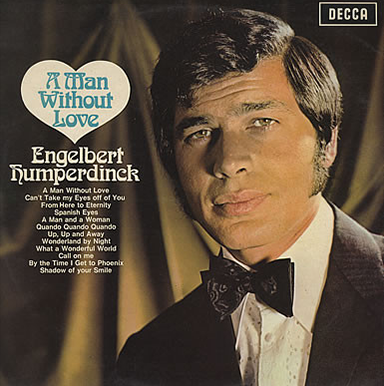 DECCA
A Man
Without
Love
Engelbert
Humperdinck
A Man Without Love
Can't Take my Eyes off of You
From Here to Eternity
Spanish Eyes
A Man and a Woman
Quando Quando Quando
Up, Up and Away
Wonderland by Night
What a Wonderful World
Call on me
By the Time I Get to Phoenix
Shadow of your Smile